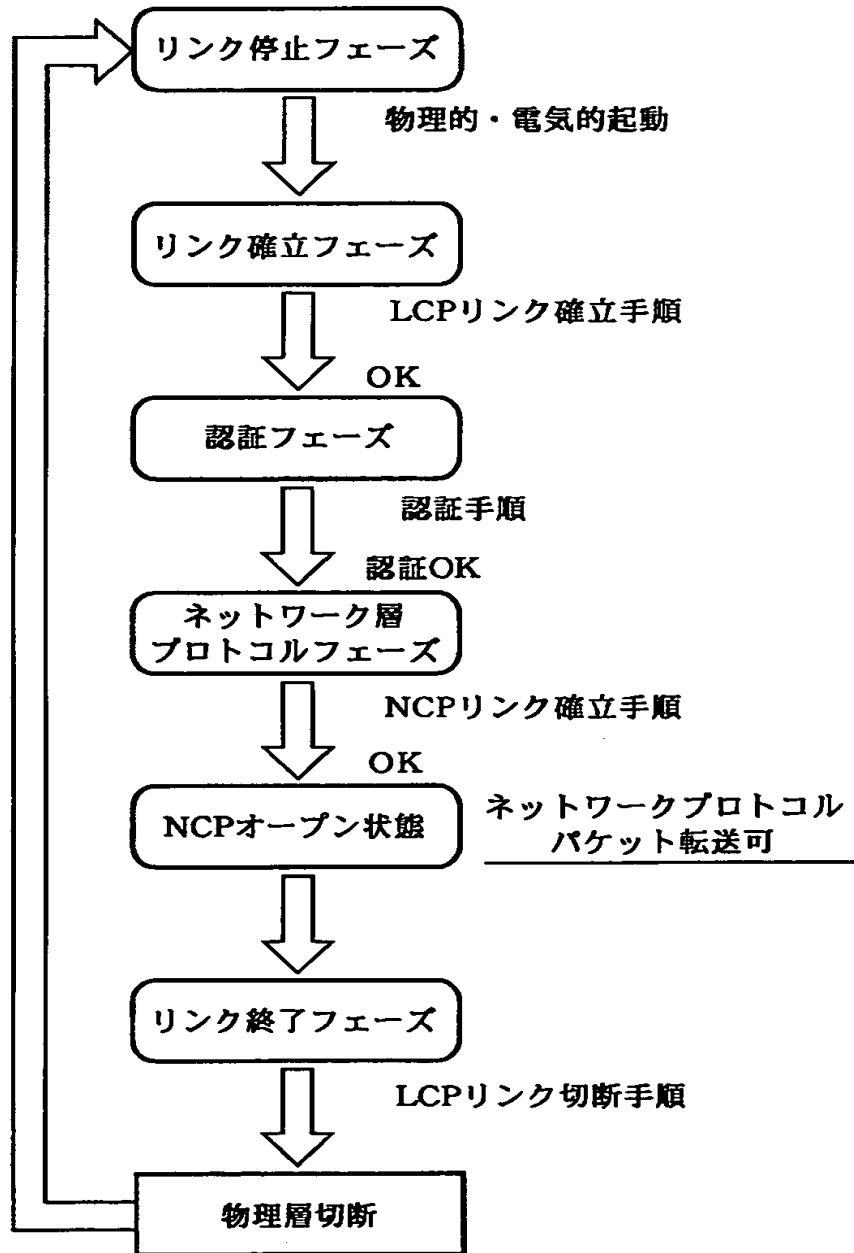 リンク停止フェーズ
物理的・電気的起動
リンク確立フェーズ
LCPリンク確立手順
OK
認証フェーズ
認証手順
認証OK
ネットワーク層
プロトコルフェーズ
NCPリンク確立手順
OK
NCPオープン状態
ネットワークプロトコル
パケット転送可
リンク終了フェーズ
LCPリンク切断手順
物理層切断